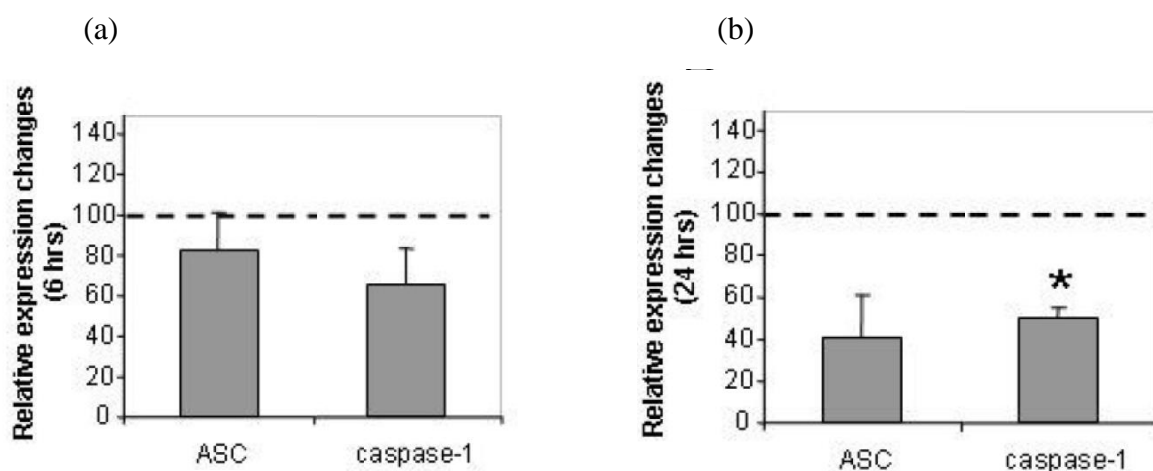 (a)
(b)
Relative expression changes
(6 hrs)
140
120
100
80
60
40
20
0
ASC
caspase-1
Relative expression changes
(24 hrs)
140
120
100
80
60
40
20
0
*
ASC
caspase-1